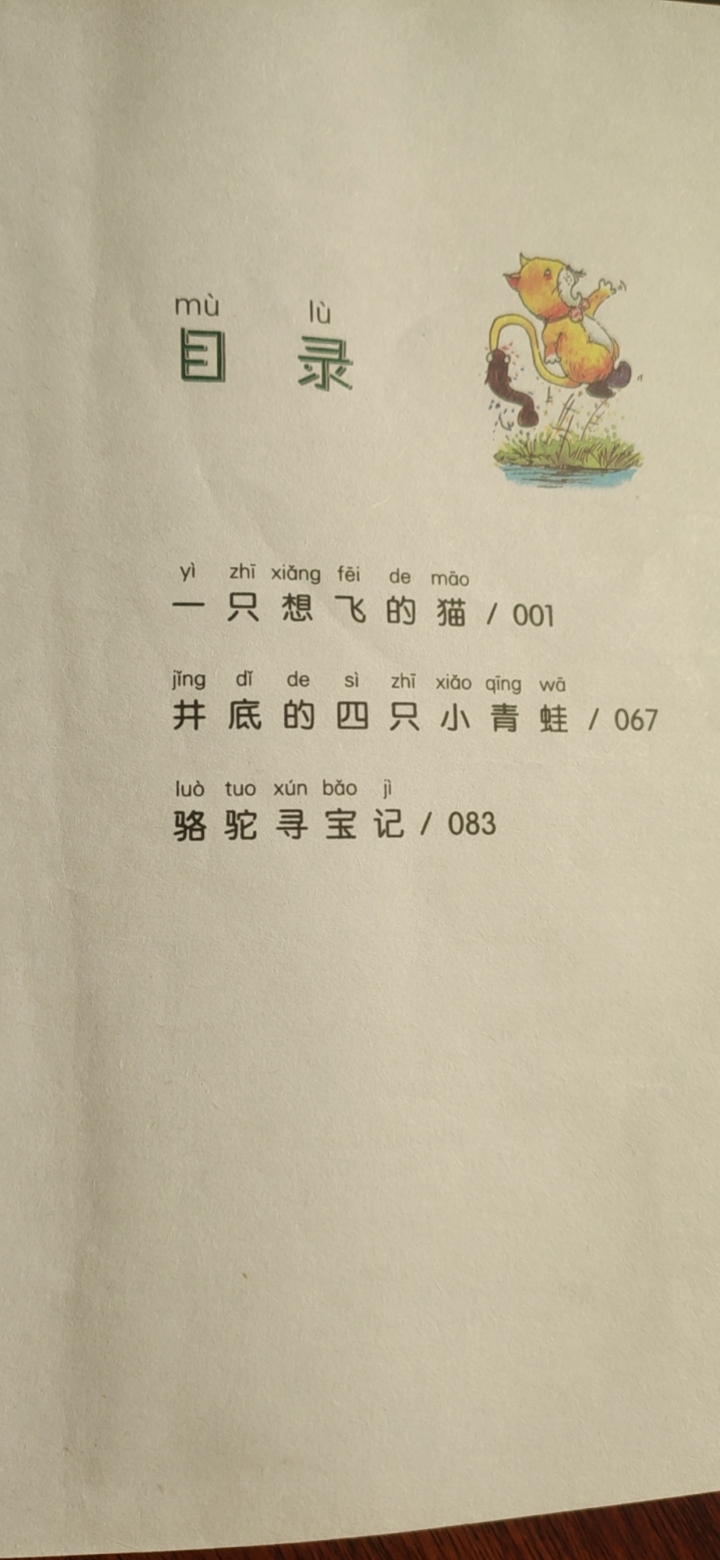 mù lù
目 录
yì zhī xiǎng fēi de māo
一 只 想 飞 的 猫 / 001
jǐng dǐ de sì zhī xiǎo qīng wā
井 底 的 四 只 小 青 蛙 / 067
luò tuo xún bǎo jì
骆 驼 寻 宝 记 / 083